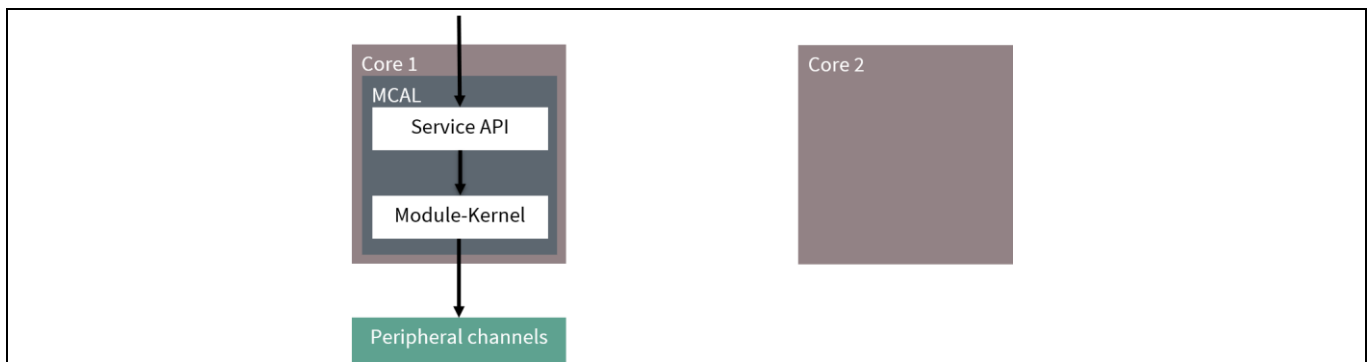 Core 1
Core 2
MCAL
Service API
Module-Kernel
Peripheral channels